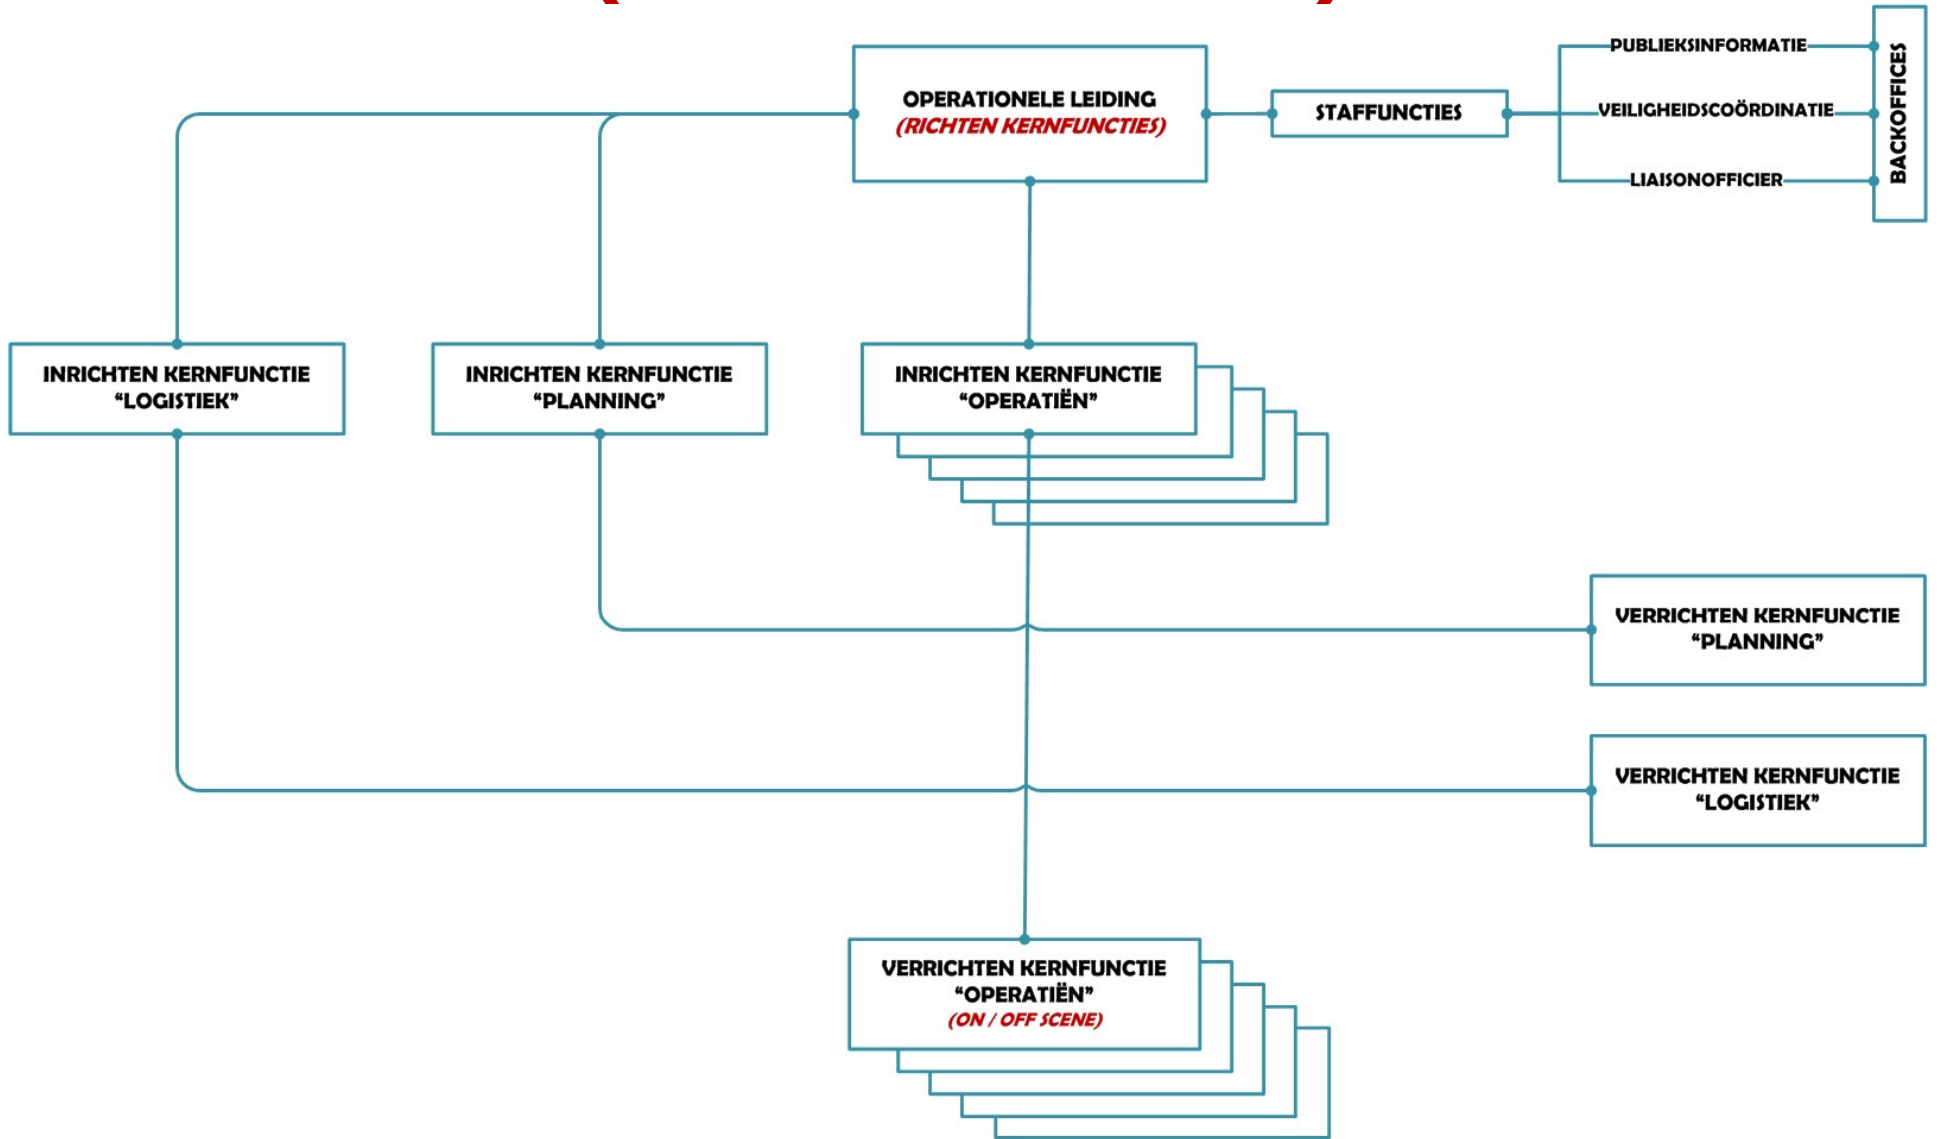 OPERATIONELE LEIDING
(RICHTEN KERNFUNCTIES)
STAFFUNCTIES
PUBLIEKSINFORMATIE
VEILIGHEIDSCOÖRDINATIE
LIAISONOFFICIER
BACKOFFICES
INRICHTEN KERNFUNCTIE
“LOGISTIEK”
INRICHTEN KERNFUNCTIE
“PLANNING”
INRICHTEN KERNFUNCTIE
“OPERATIËN”
VERRICHTEN KERNFUNCTIE
“PLANNING”
VERRICHTEN KERNFUNCTIE
“LOGISTIEK”
VERRICHTEN KERNFUNCTIE
“OPERATIËN”
(ON / OFF SCENE)